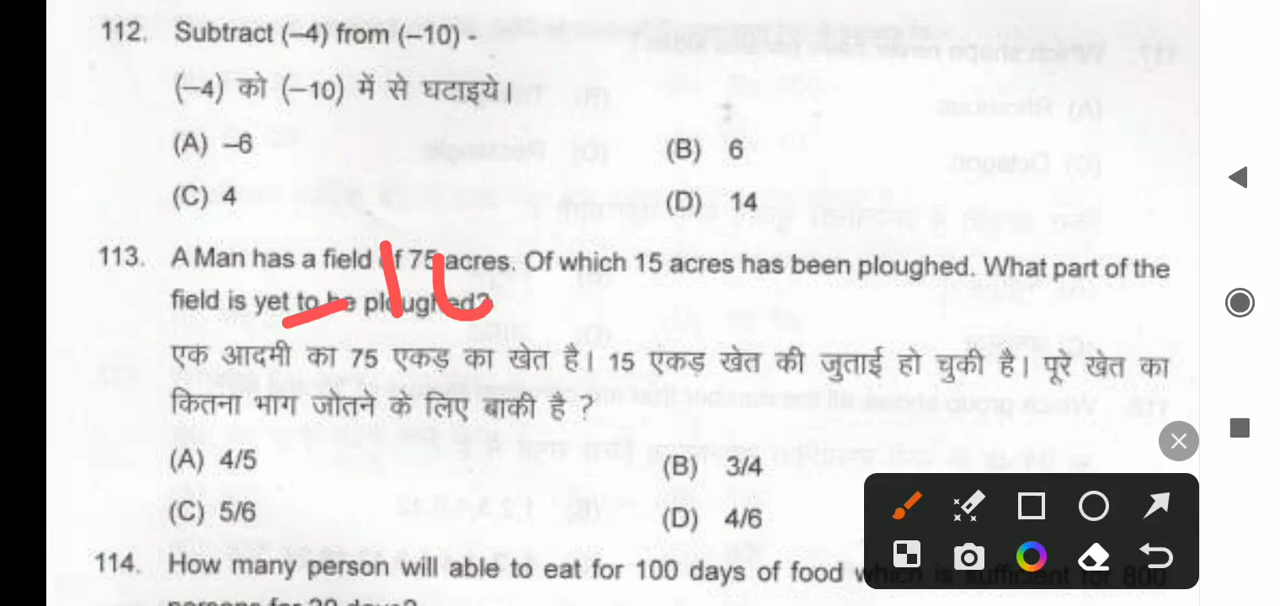 112. Subtract (–4) from (–10) -
(–4) को (–10) में से घटाइये।
(A) –6 (B) 6
(C) 4 (D) 14
113. A Man has a field of 75 acres. Of which 15 acres has been ploughed. What part of the
field is yet to be ploughed?
एक आदमी का 75 एकड़ का खेत है। 15 एकड़ खेत की जुताई हो चुकी है। पूरे खेत का
कितना भाग जोतने के लिए बाकी है ?
(A) 4/5 (B) 3/4
(C) 5/6 (D) 4/6
114. How many person will able to eat for 100 days of food which is sufficient for 800